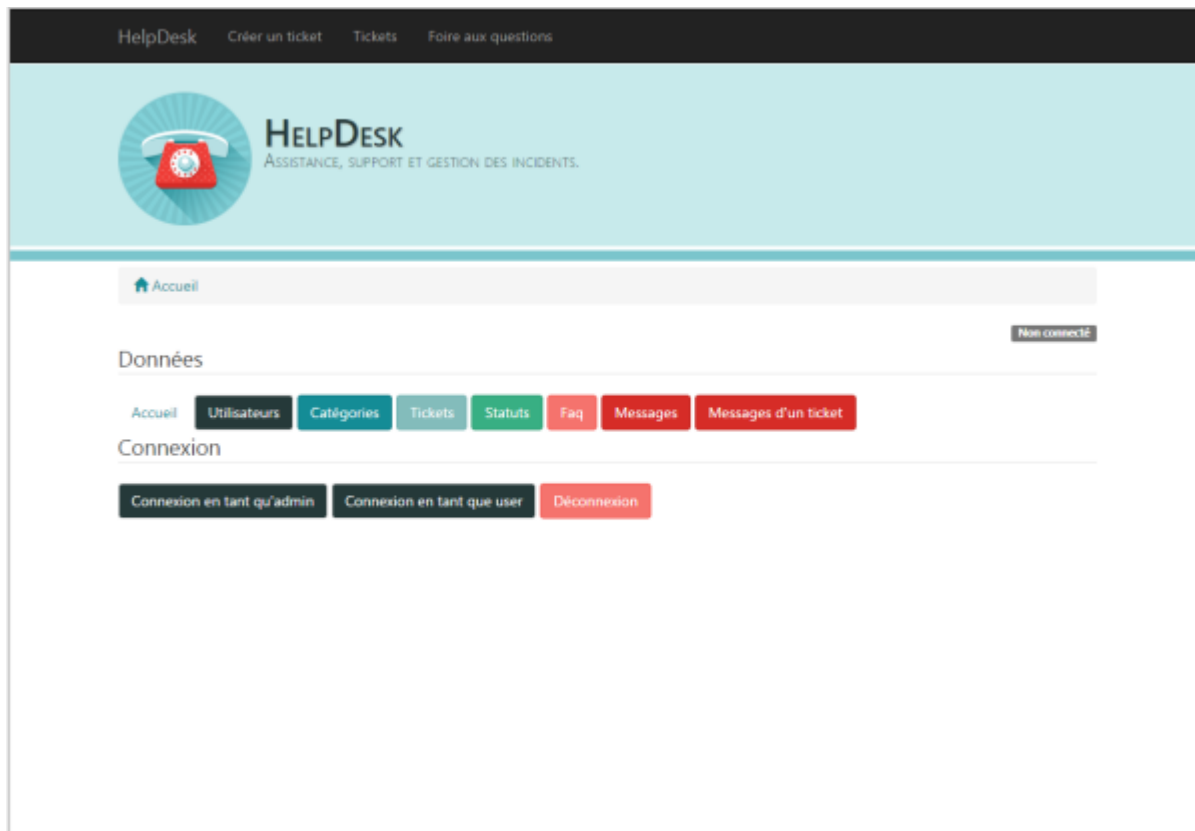 HelpDesk Créer un ticket Tickets Foire aux questions
HelpDesk
Assistance, support et gestion des incidents.
Accueil
Non connecté
Données
Accueil Utilisateurs Catégories Tickets Statuts Faq Messages Messages d'un ticket
Connexion
Connexion en tant qu'admin Connexion en tant que user Déconnexion